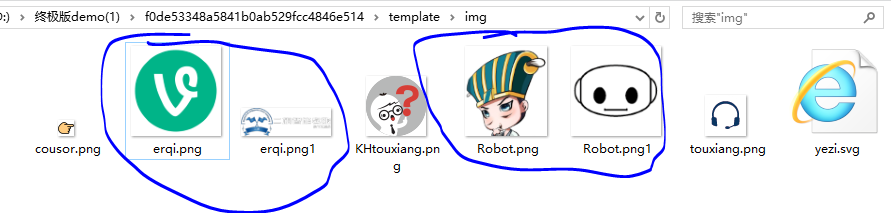 :) › 终极版demo(1) › f0de53348a5841b0ab529fcc4846e514 › template › img
搜索"img"
cousor.png
erqi.png
erqi.png1
KHtouxiang.png
Robot.png
Robot.png1
touxiang.png
yezi.svg